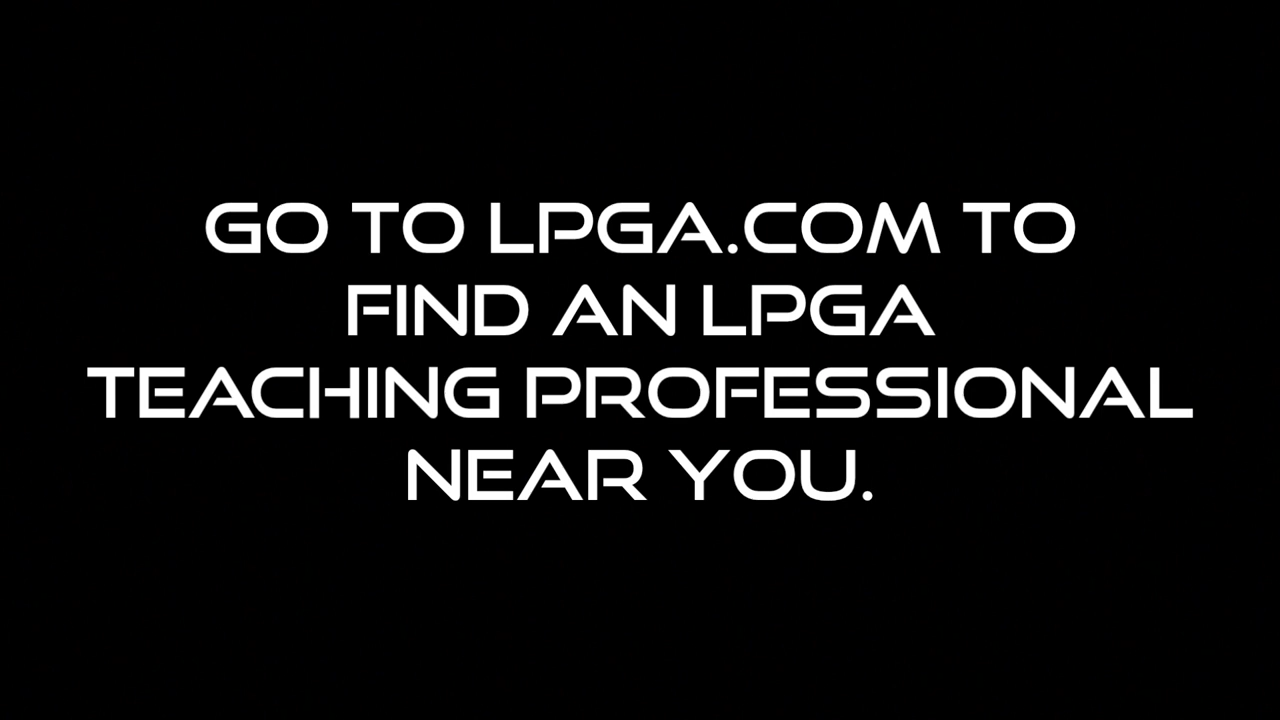 GO TO LPGA.COM TO
FIND AN LPGA
TEACHING PROFESSIONAL
NEAR YOU.